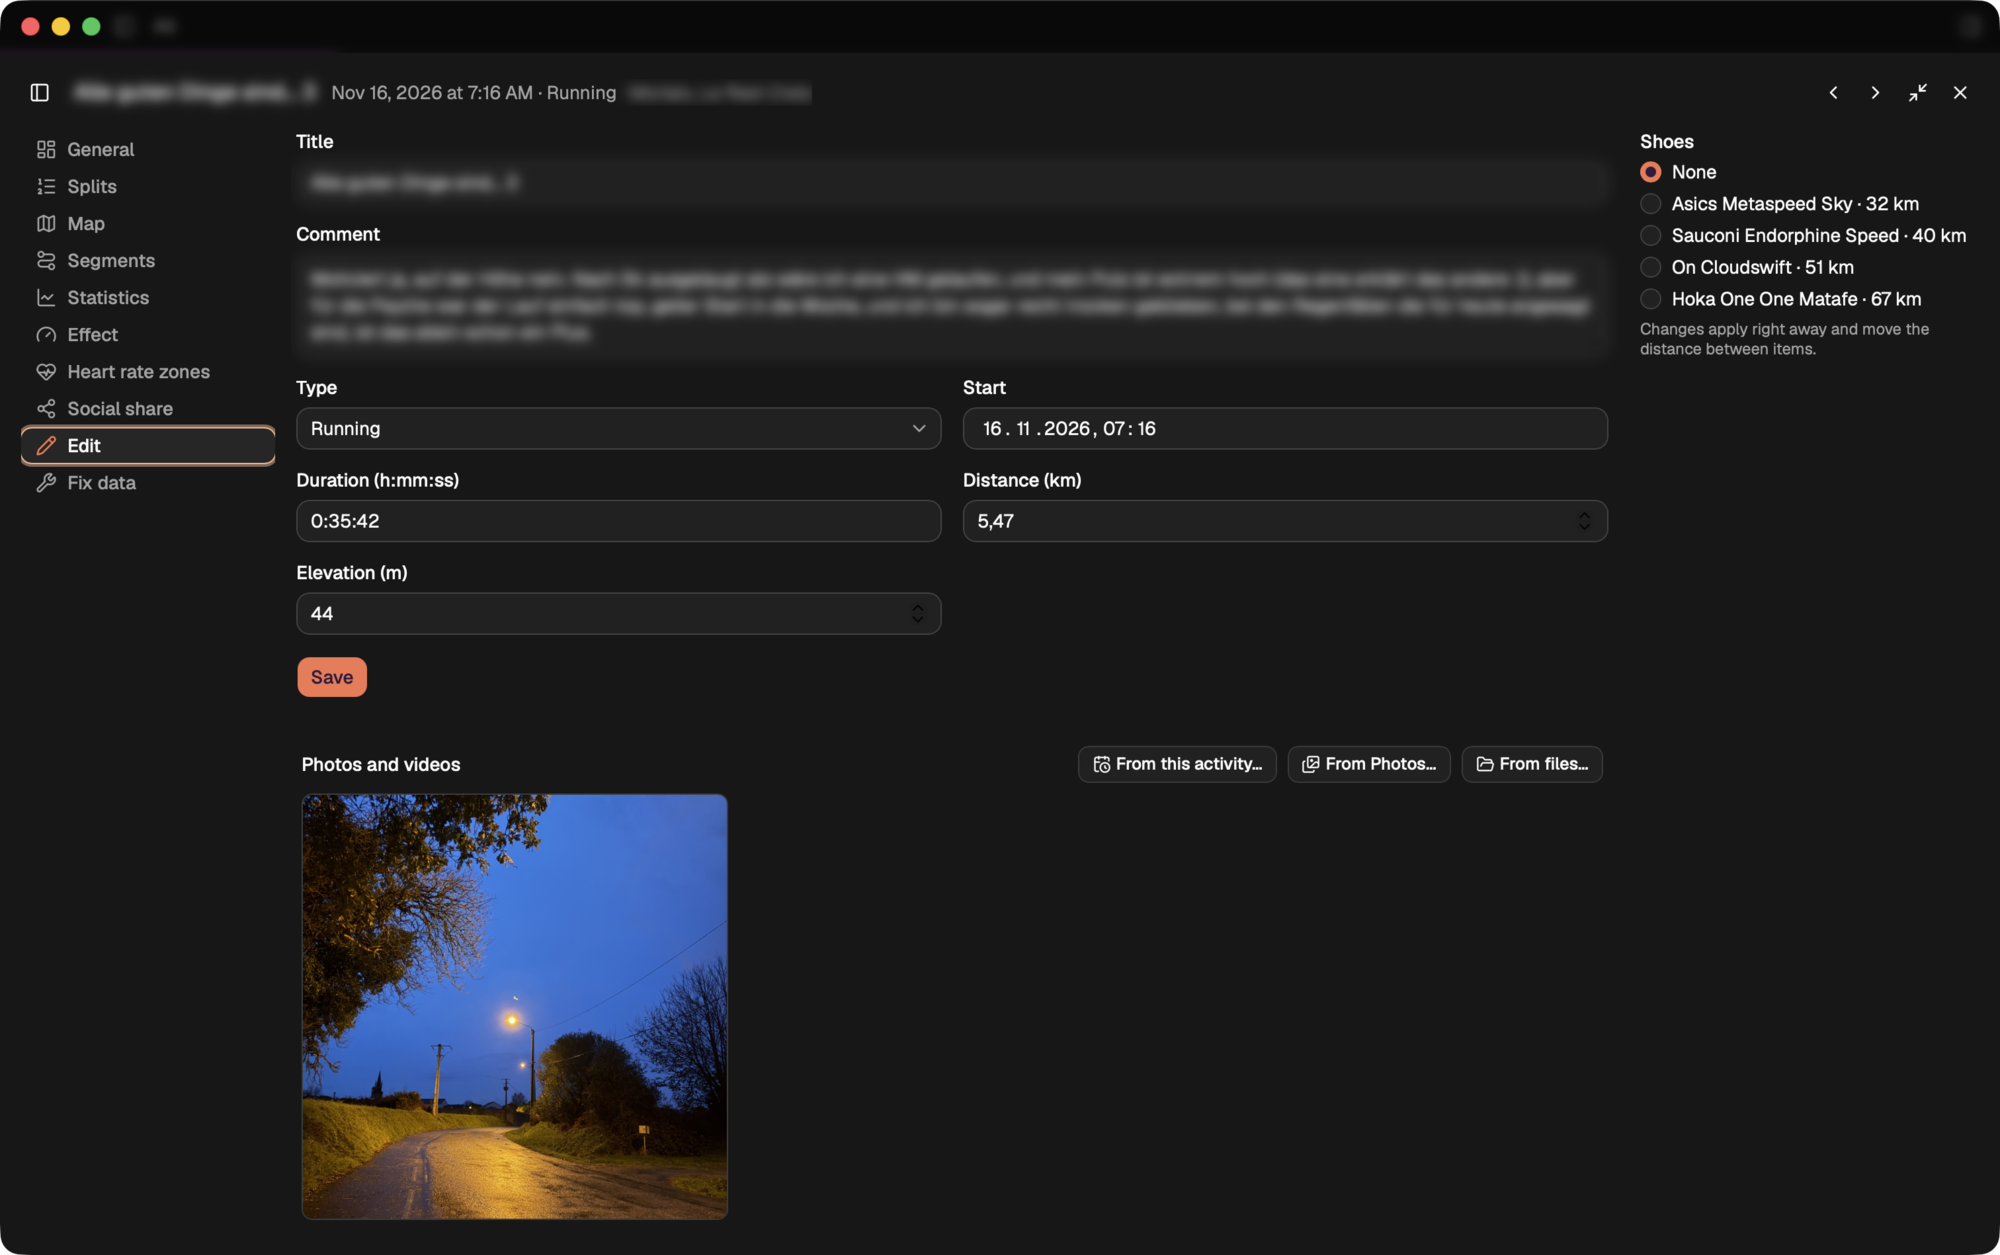 Nov 16, 2026 at 7:16 AM · Running
General
Splits
Map
Segments
Statistics
Effect
Heart rate zones
Social share
Edit
Fix data
Title
Comment
Type
Running
Start
16. 11 .2026, 07:16
Duration (h:mm:ss)
0:35:42
Distance (km)
5,47
Elevation (m)
44
Save
Photos and videos
From this activity...
From Photos...
From files...
Shoes
None
Asics Metaspeed Sky · 32 km
Sauconi Endorphine Speed · 40 km
On Cloudswift · 51 km
Hoka One One Matafe · 67 km
Changes apply right away and move the
distance between items.